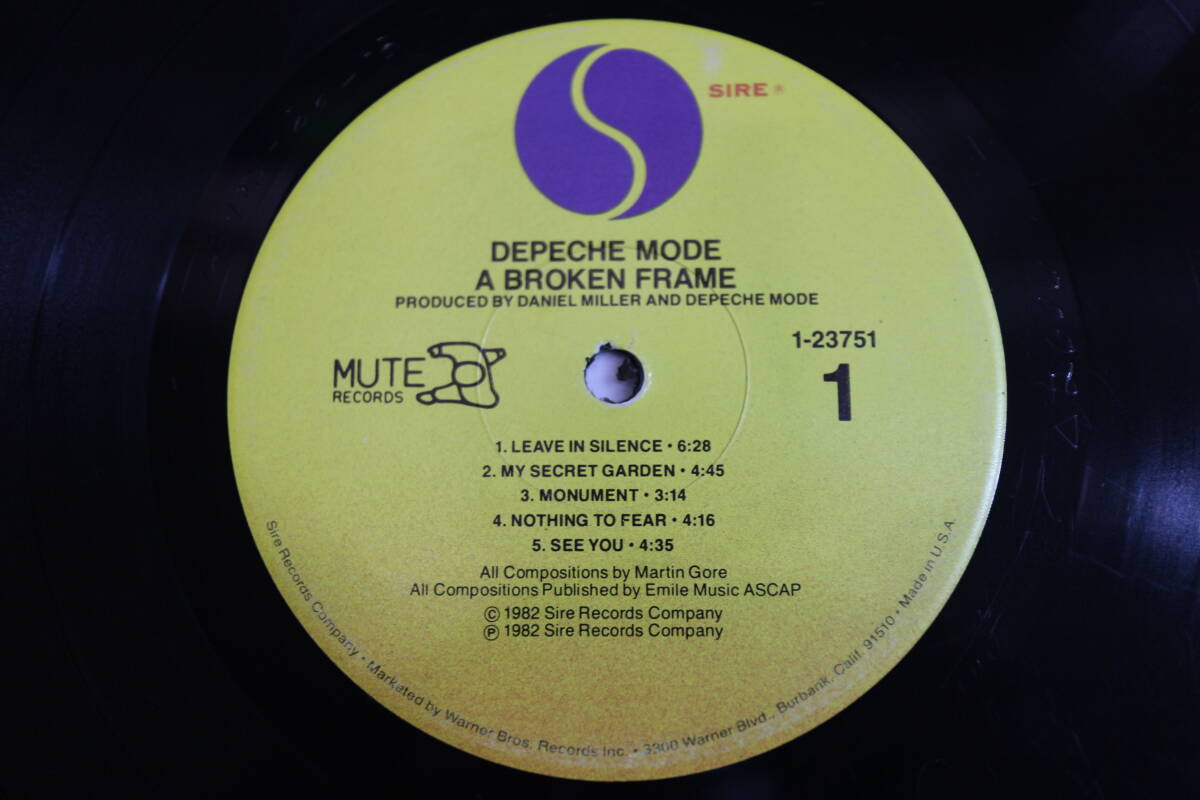 SIRE ®
DEPECHE MODE
A BROKEN FRAME
PRODUCED BY DANIEL MILLER AND DEPECHE MODE
1-23751
MUTE
RECORDS
1
1. LEAVE IN SILENCE • 6:28
2. MY SECRET GARDEN • 4:45
3. MONUMENT • 3:14
4. NOTHING TO FEAR • 4:16
5. SEE YOU • 4:35
All Compositions by Martin Gore
All Compositions Published by Emile Music ASCAP
© 1982 Sire Records Company
℗ 1982 Sire Records Company
Sire Records Company • Marketed by Warner Bros. Records Inc. • 3300 Warner Blvd., Burbank, Calif. 91510 • Made in U.S.A.